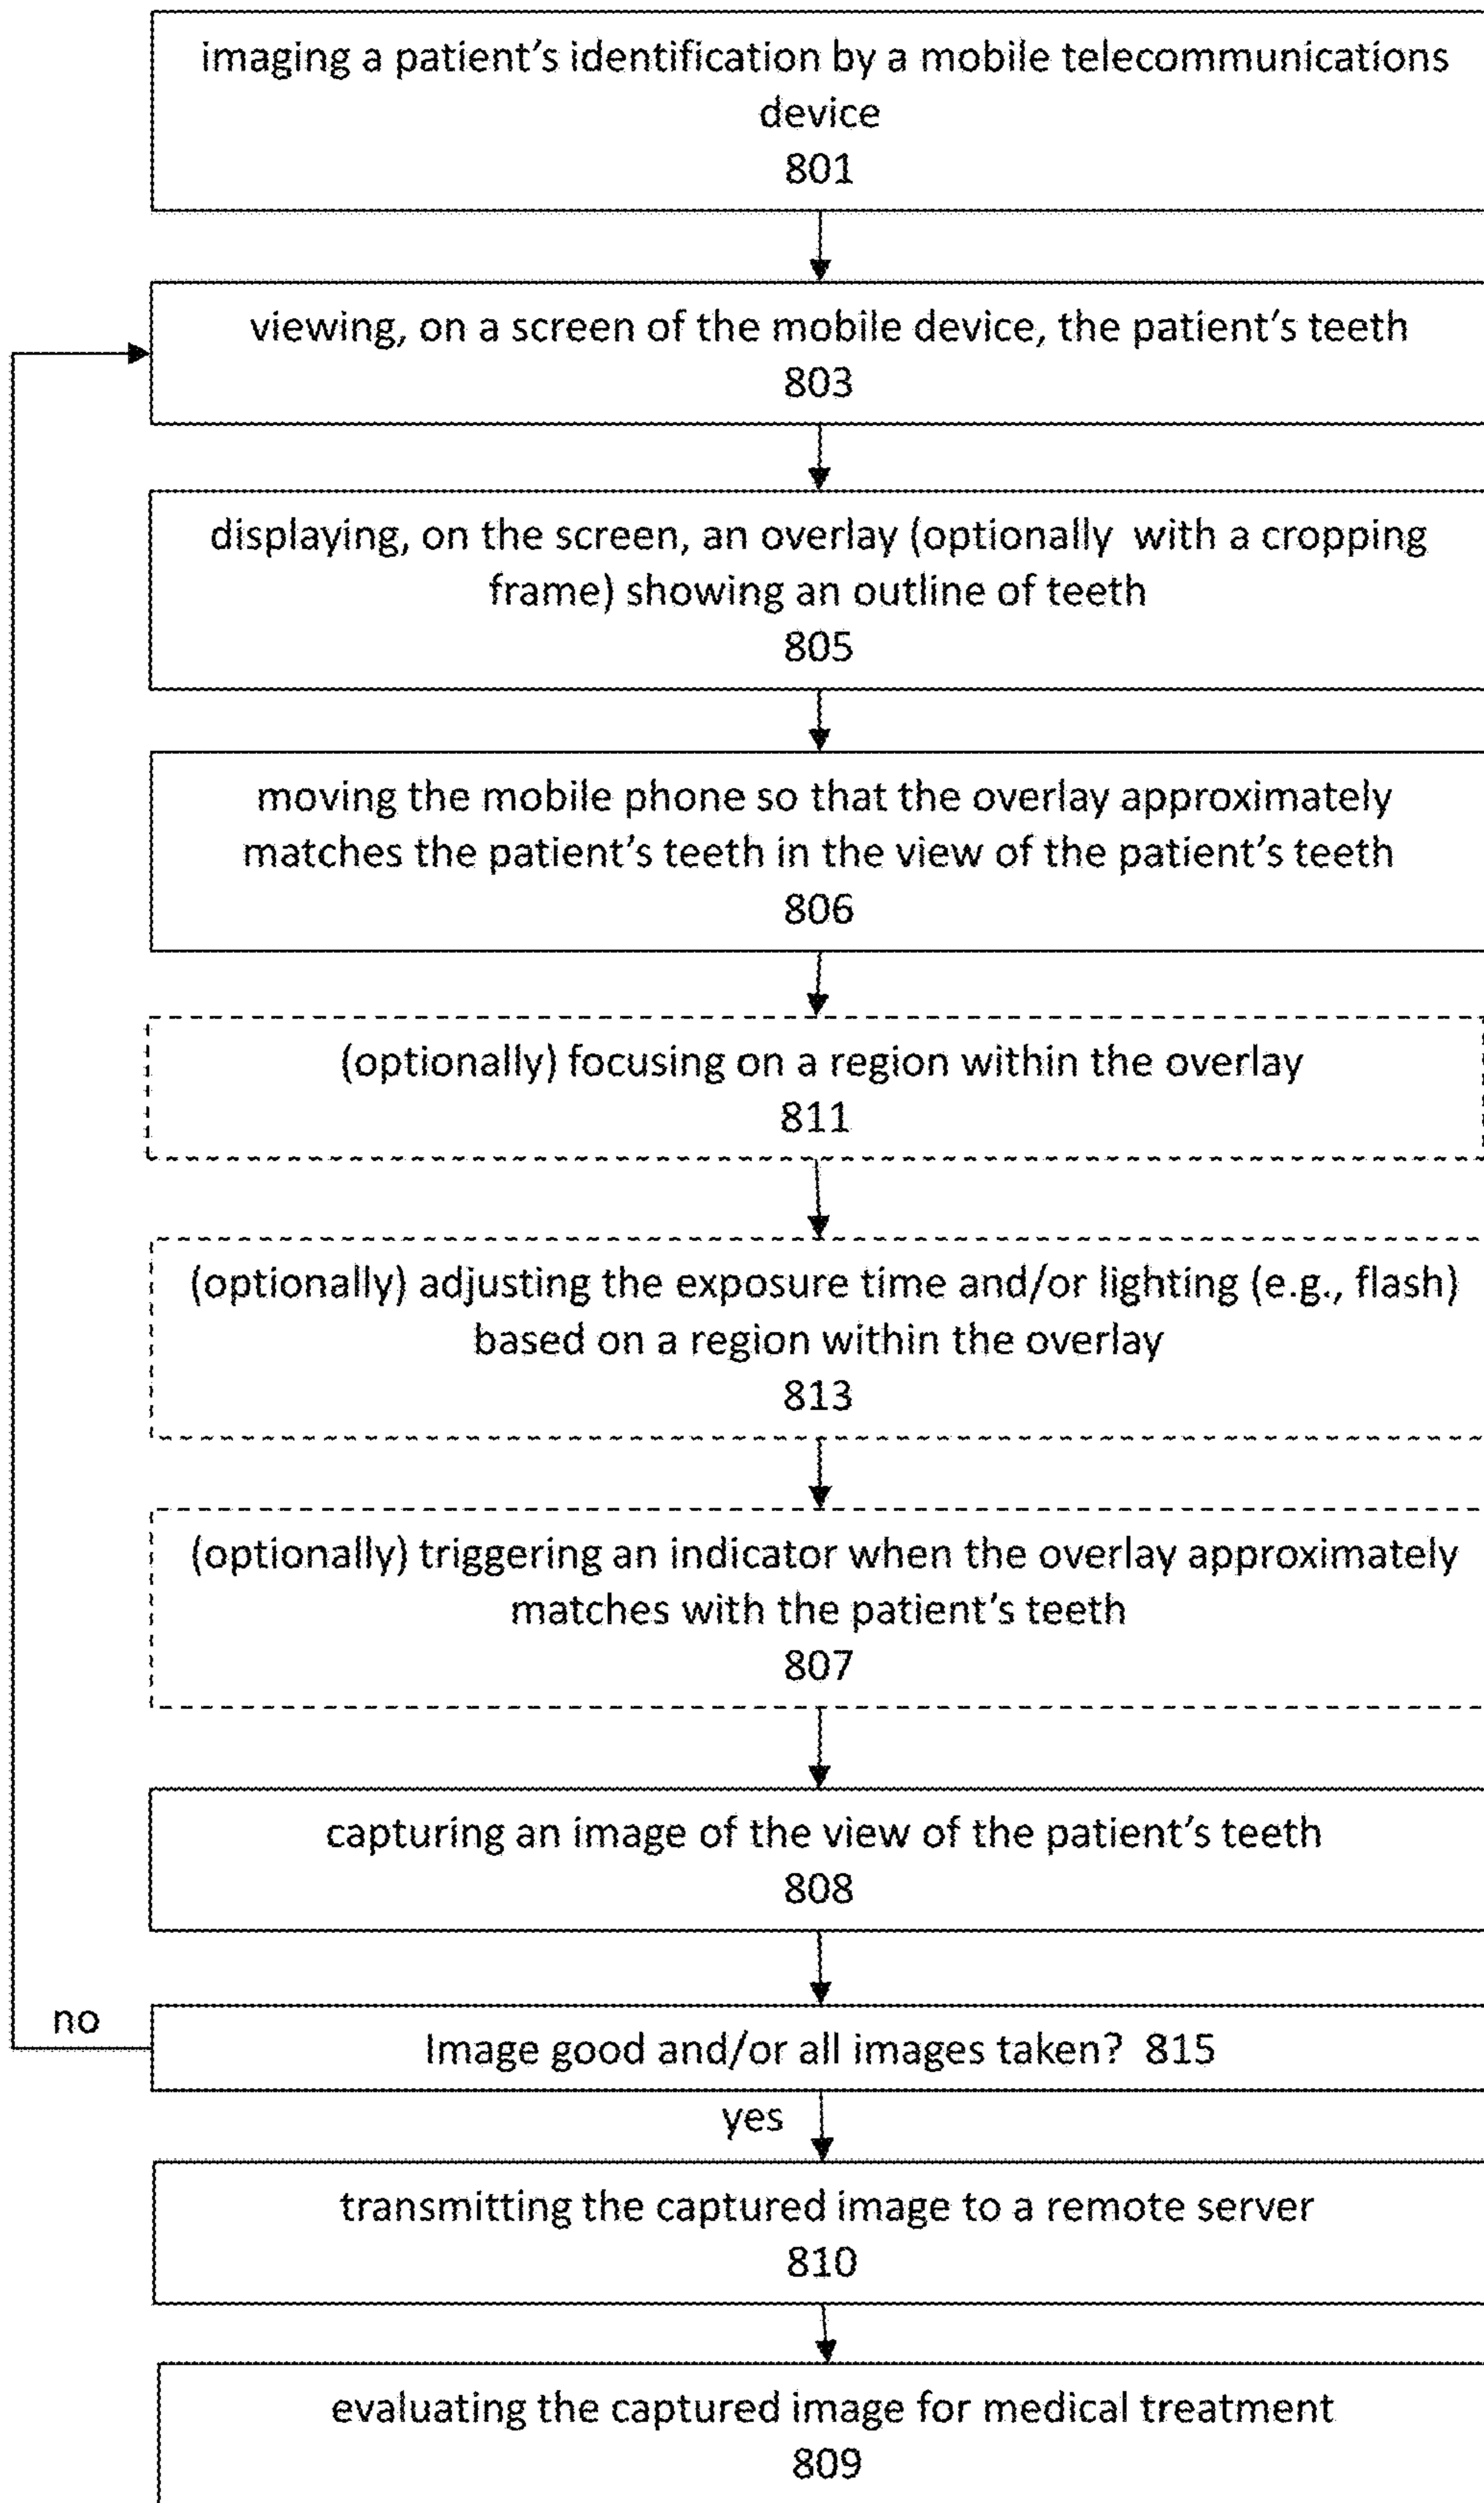 imaging a patient's identification by a mobile telecommunications
device
801
viewing, on a screen of the mobile device, the patient's teeth
803
displaying, on the screen, an overlay (optionally with a cropping
frame) showing an outline of teeth
805
moving the mobile phone so that the overlay approximately
matches the patient's teeth in the view of the patient's teeth
806
(optionally) focusing on a region within the overlay
811
(optionally) adjusting the exposure time and/or lighting (e.g., flash)
based on a region within the overlay
813
(optionally) triggering an indicator when the overlay approximately
matches with the patient's teeth
807
capturing an image of the view of the patient's teeth
808
no
Image good and/or all images taken? 815
yes
transmitting the captured image to a remote server
810
evaluating the captured image for medical treatment
809